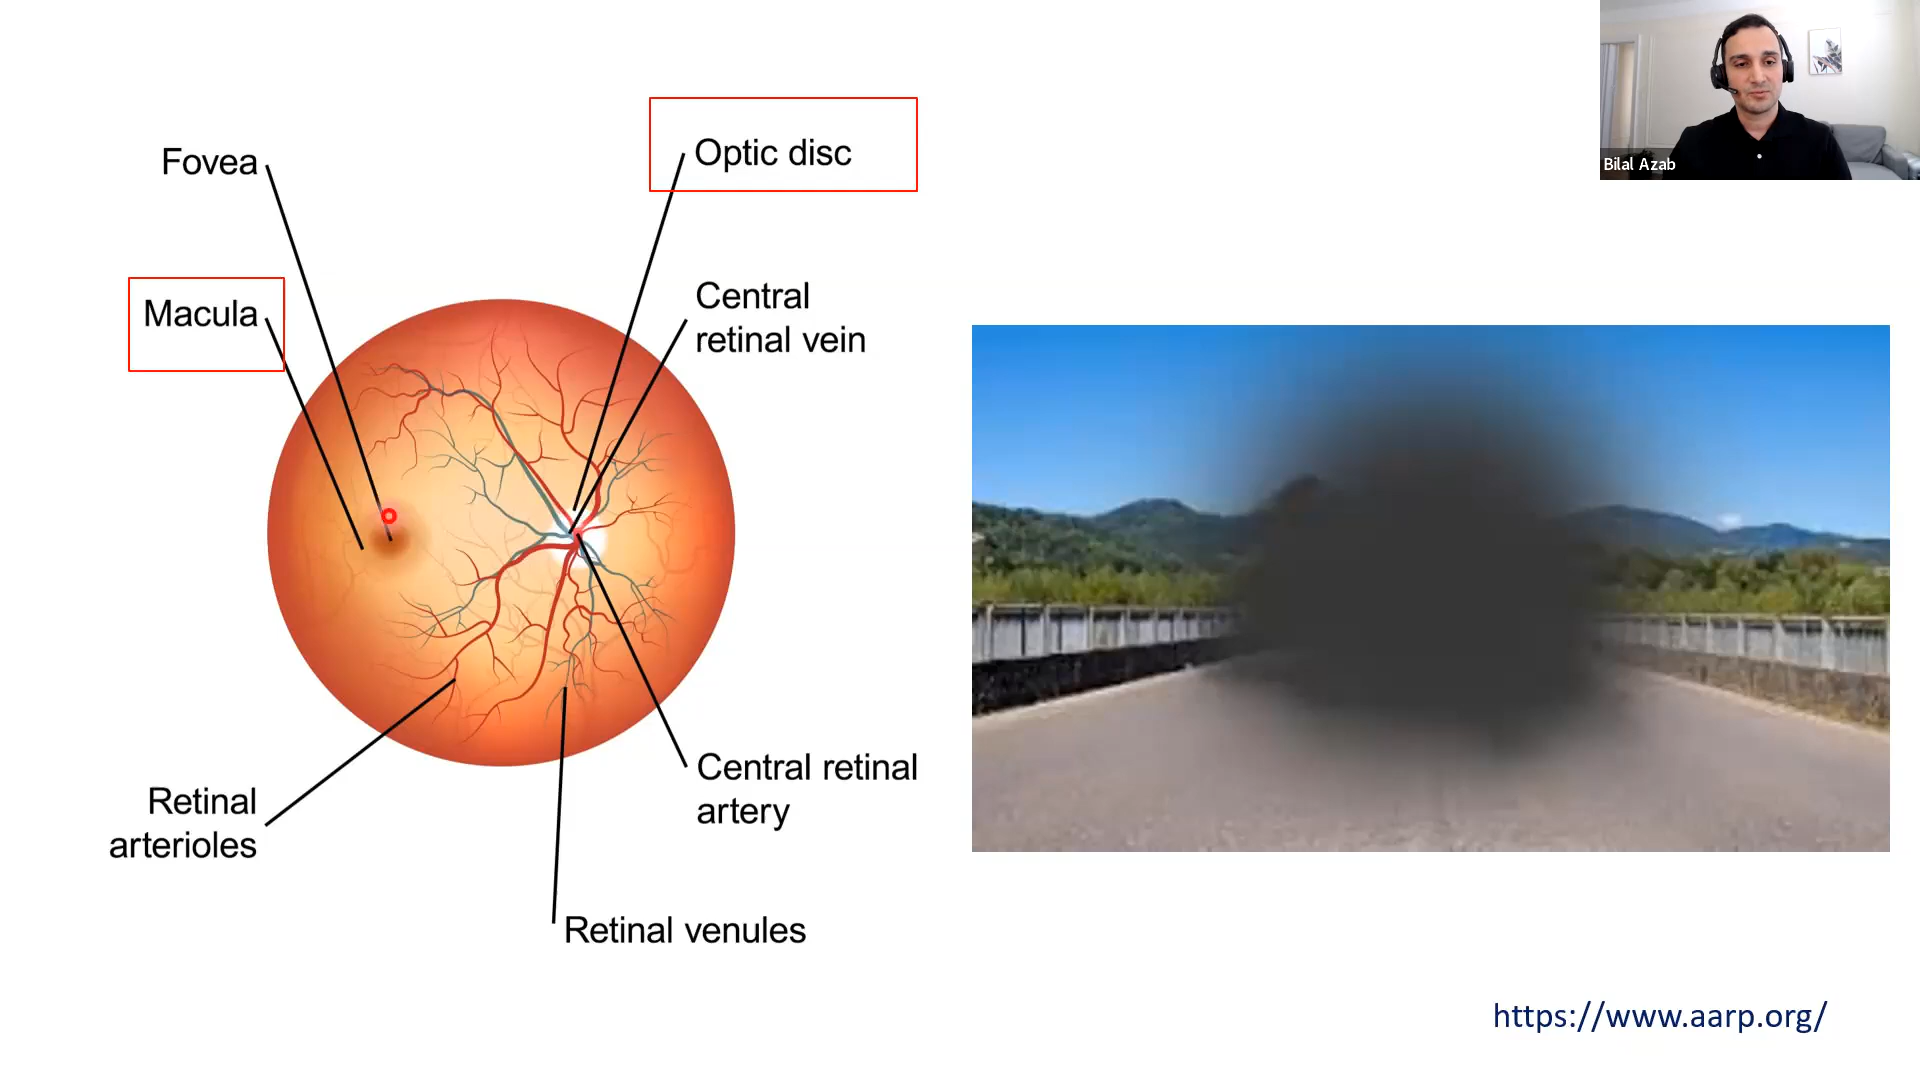 Bilal Azab
Fovea
Optic disc
Macula
Central
retinal vein
Retinal
arterioles
Central retinal
artery
Retinal venules
https://www.aarp.org/